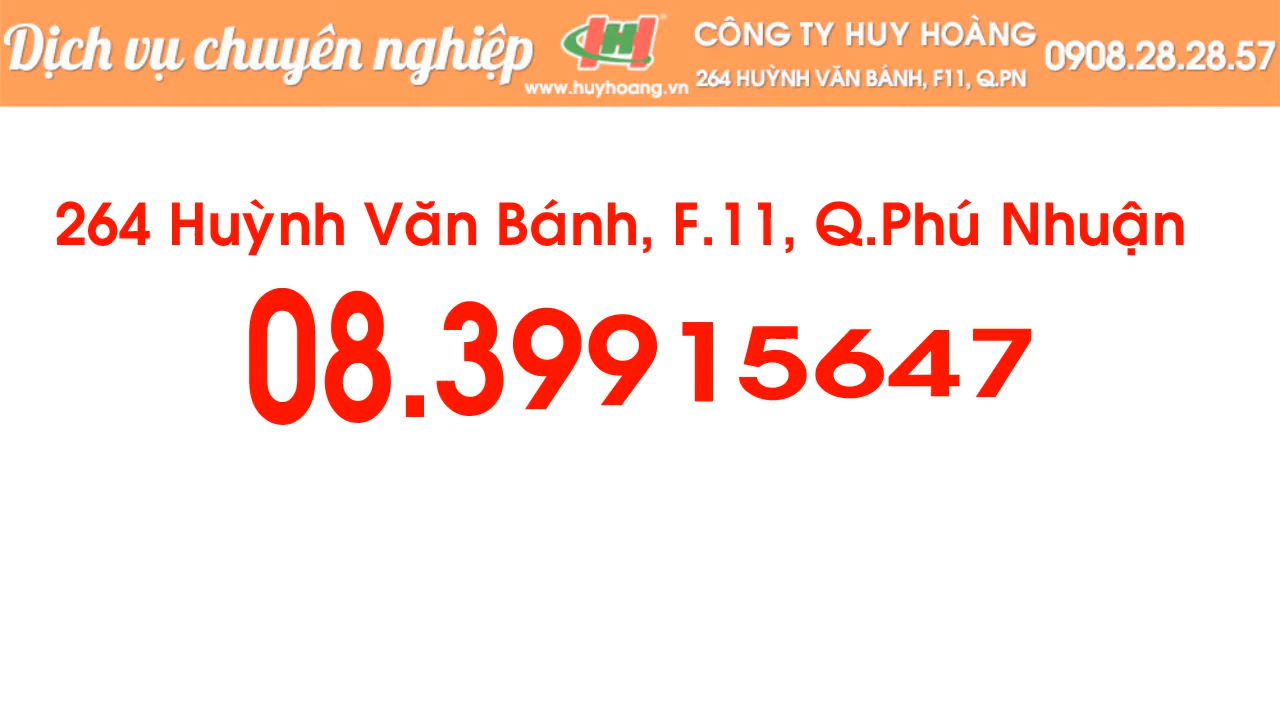 Dịch vụ chuyên nghiệp
H
www.huyhoang.vn
CÔNG TY HUY HOÀNG
264 HUỲNH VĂN BÁNH, F11, Q.PN
0908.28.28.57
264 Huỳnh Văn Bánh, F.11, Q.Phú Nhuận
08.39915647